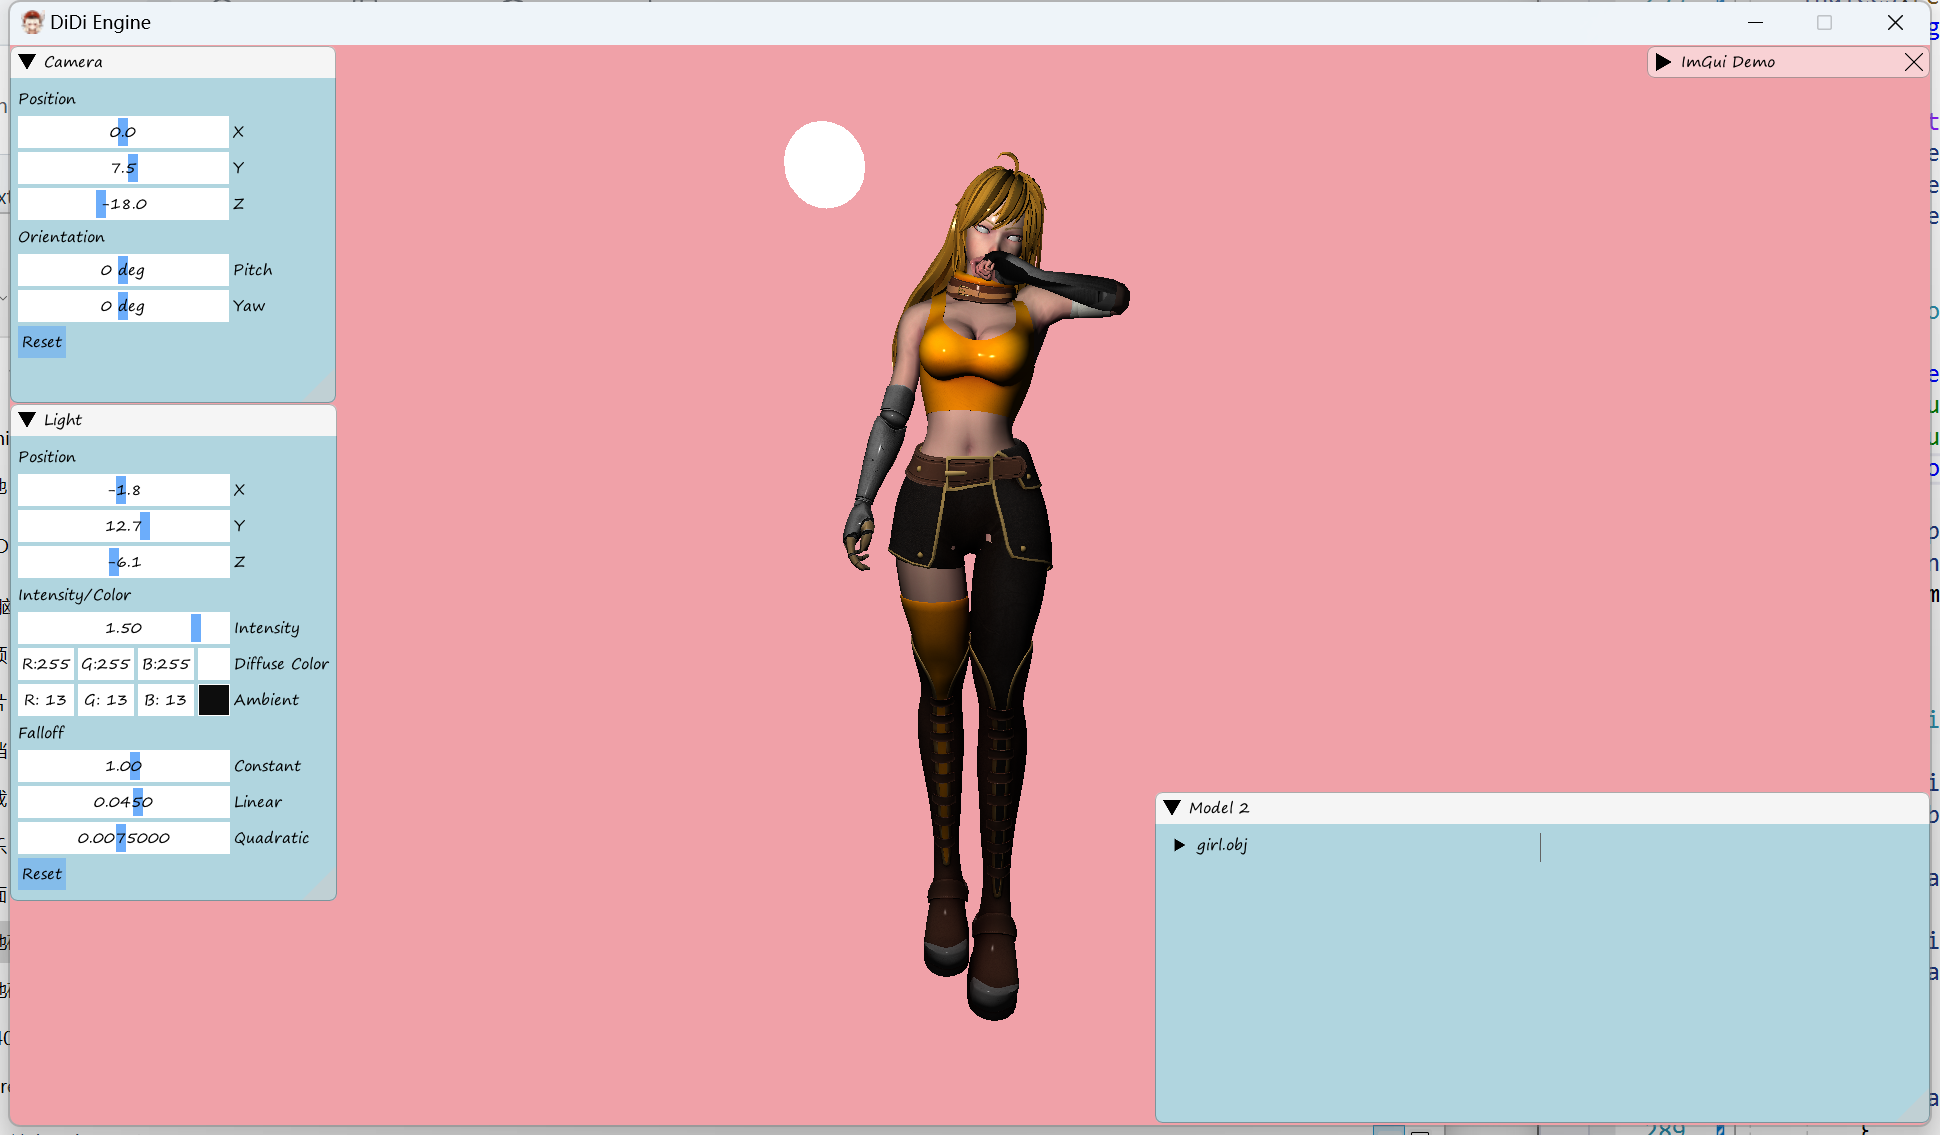 DiDi Engine
Camera
Position
0.0 X
7.5 Y
-18.0 Z
Orientation
0 deg Pitch
0 deg Yaw
Reset
Light
Position
-1.8 X
12.7 Y
-6.1 Z
Intensity/Color
1.50 Intensity
R:255 G:255 B:255 Diffuse Color
R: 13 G: 13 B: 13 Ambient
Falloff
1.00 Constant
0.0450 Linear
0.0075000 Quadratic
Reset
ImGui Demo
Model 2
girl.obj